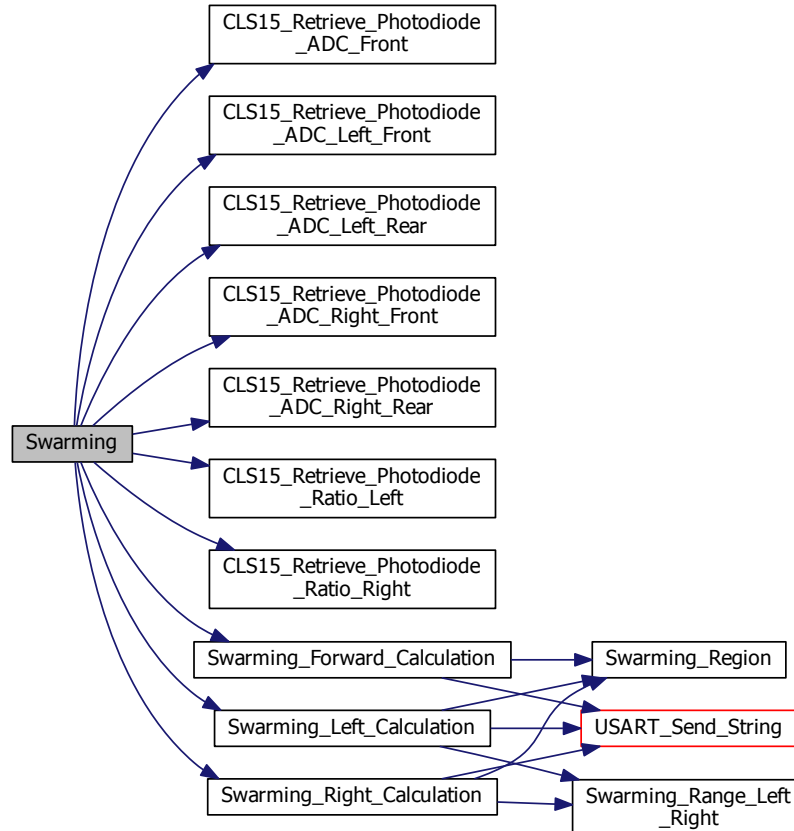 CLS15_Retrieve_Photodiode
_ADC_Front
CLS15_Retrieve_Photodiode
_ADC_Left_Front
CLS15_Retrieve_Photodiode
_ADC_Left_Rear
CLS15_Retrieve_Photodiode
_ADC_Right_Front
CLS15_Retrieve_Photodiode
_ADC_Right_Rear
Swarming
CLS15_Retrieve_Photodiode
_Ratio_Left
CLS15_Retrieve_Photodiode
_Ratio_Right
Swarming_Forward_Calculation
Swarming_Region
Swarming_Left_Calculation
USART_Send_String
Swarming_Right_Calculation
Swarming_Range_Left
_Right